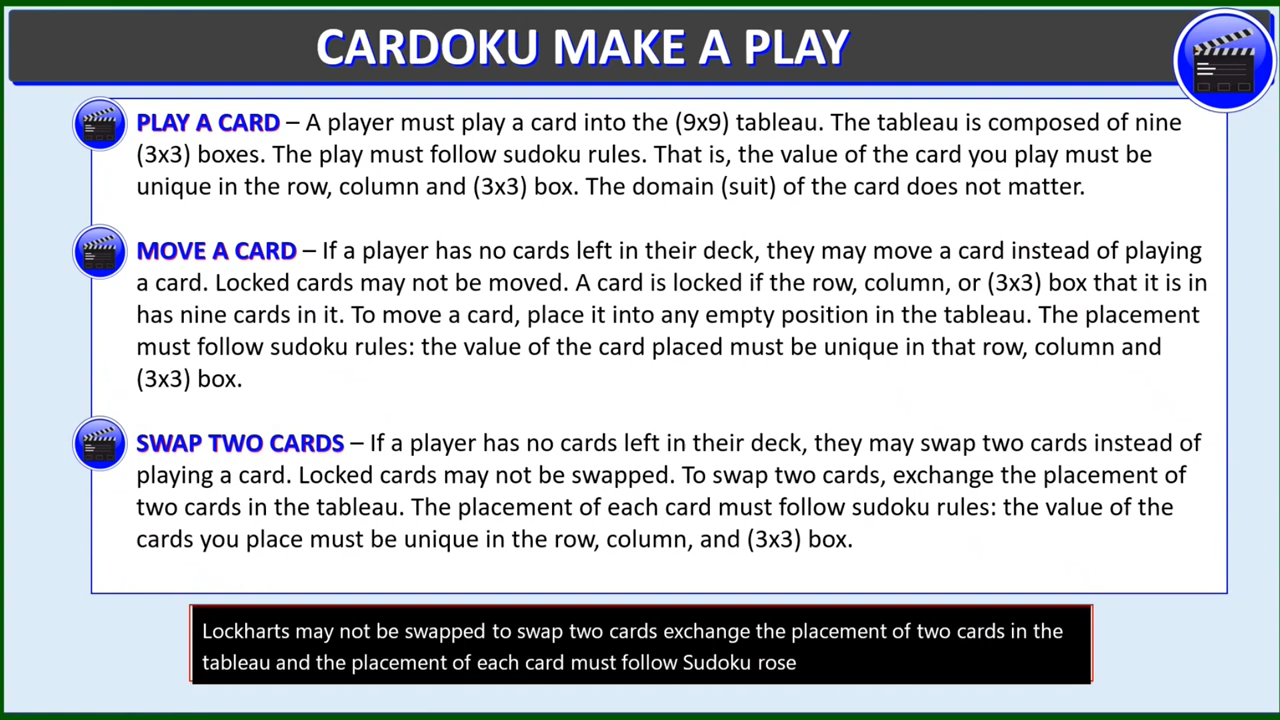 CARDOKU MAKE A PLAY
PLAY A CARD – A player must play a card into the (9x9) tableau. The tableau is composed of nine
(3x3) boxes. The play must follow sudoku rules. That is, the value of the card you play must be
unique in the row, column and (3x3) box. The domain (suit) of the card does not matter.
MOVE A CARD – If a player has no cards left in their deck, they may move a card instead of playing
a card. Locked cards may not be moved. A card is locked if the row, column, or (3x3) box that it is in
has nine cards in it. To move a card, place it into any empty position in the tableau. The placement
must follow sudoku rules: the value of the card placed must be unique in that row, column and
(3x3) box.
SWAP TWO CARDS – If a player has no cards left in their deck, they may swap two cards instead of
playing a card. Locked cards may not be swapped. To swap two cards, exchange the placement of
two cards in the tableau. The placement of each card must follow sudoku rules: the value of the
cards you place must be unique in the row, column, and (3x3) box.
Lockharts may not be swapped to swap two cards exchange the placement of two cards in the
tableau and the placement of each card must follow Sudoku rose